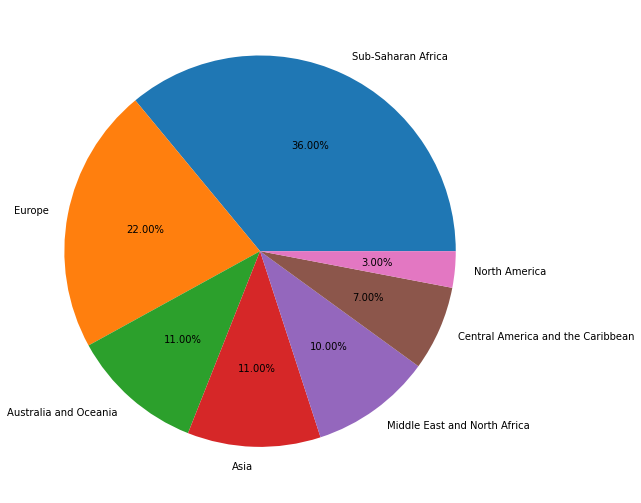 Sub-Saharan Africa
36.00%
Europe
22.00%
North America
3.00%
7.00%
Central America and the Caribbean
11.00%
10.00%
11.00%
Australia and Oceania
Middle East and North Africa
Asia